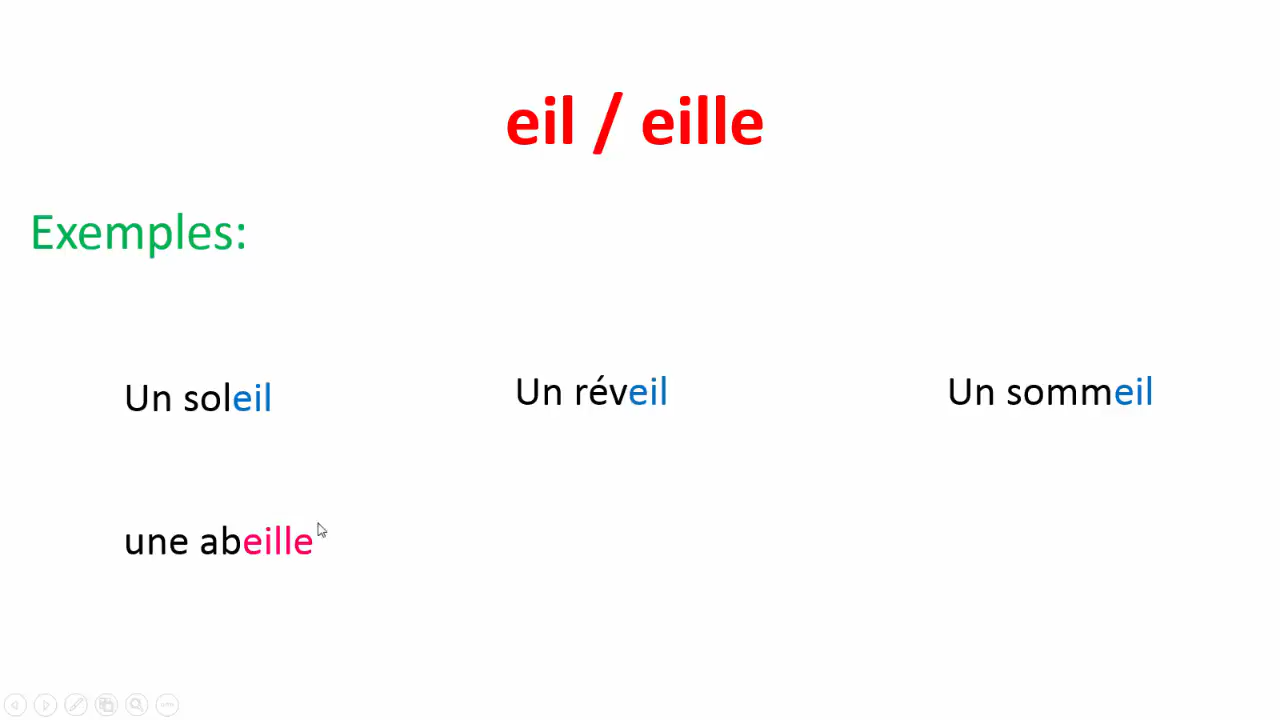 eil / eille
Exemples:
Un soleil
Un réveil
Un sommeil
une abeille